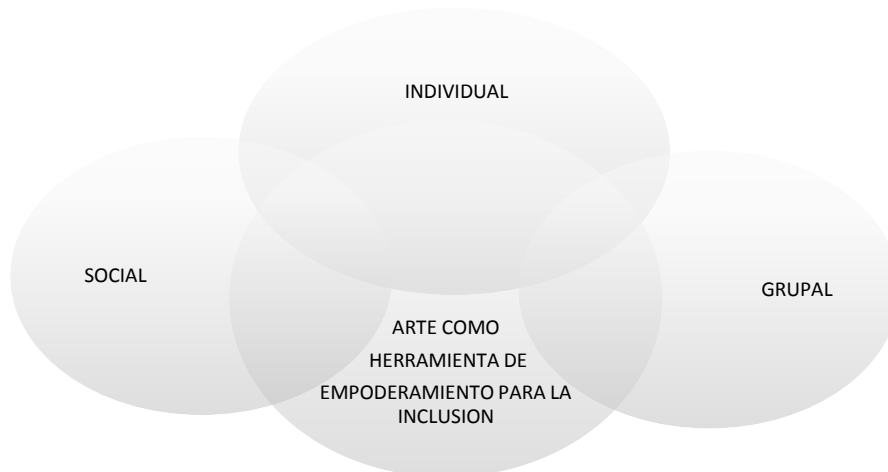 INDIVIDUAL
SOCIAL
GRUPAL
ARTE COMO
HERRAMIENTA DE
EMPODERAMIENTO PARA LA
INCLUSION